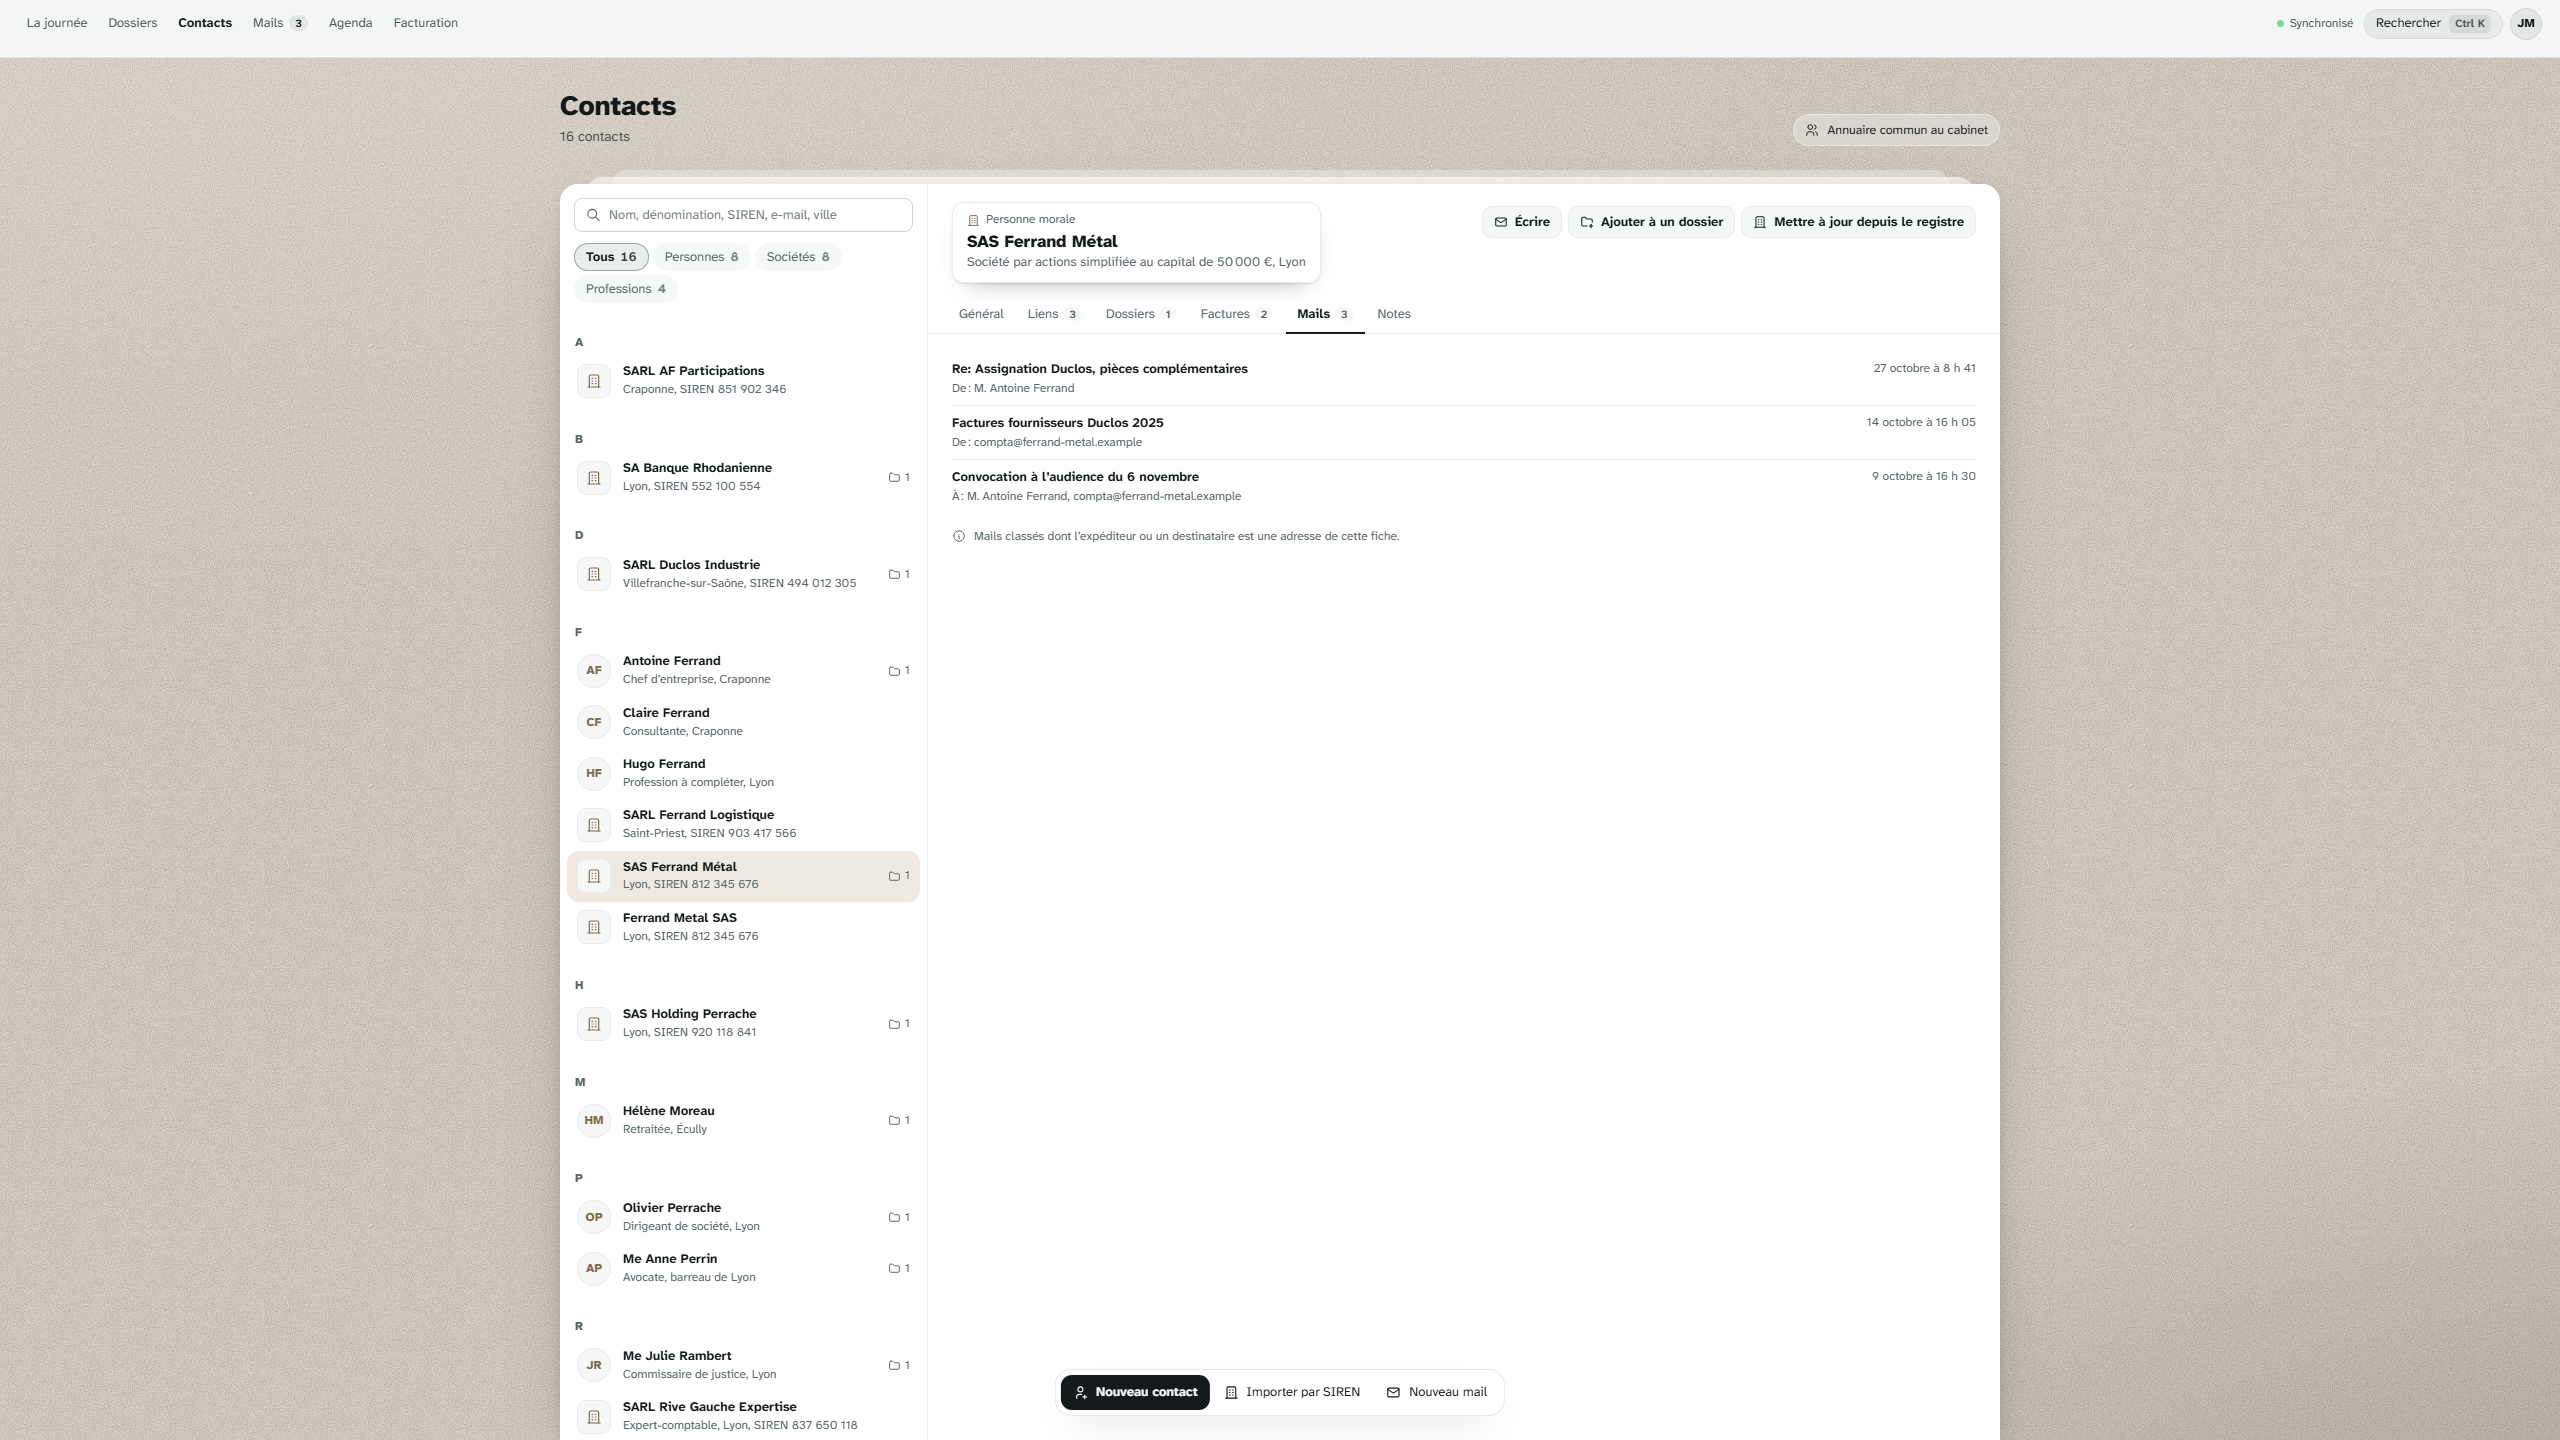 La journée Dossiers Contacts Mails 3 Agenda Facturation
Synchronisé Rechercher Ctrl K JM
Contacts
16 contacts
Annuaire commun au cabinet
Nom, dénomination, SIREN, e-mail, ville
Tous 16 Personnes 8 Sociétés 8
Professions 4
A
SARL AF Participations
Craponne, SIREN 851 902 346
B
SA Banque Rhodanienne
Lyon, SIREN 552 100 554
1
D
SARL Duclos Industrie
Villefranche-sur-Saône, SIREN 494 012 305
1
F
AF
Antoine Ferrand
Chef d’entreprise, Craponne
1
CF
Claire Ferrand
Consultante, Craponne
HF
Hugo Ferrand
Profession à compléter, Lyon
SARL Ferrand Logistique
Saint-Priest, SIREN 903 417 566
SAS Ferrand Métal
Lyon, SIREN 812 345 676
1
Ferrand Metal SAS
Lyon, SIREN 812 345 676
H
SAS Holding Perrache
Lyon, SIREN 920 118 841
1
M
HM
Hélène Moreau
Retraitée, Écully
1
P
OP
Olivier Perrache
Dirigeant de société, Lyon
1
AP
Me Anne Perrin
Avocate, barreau de Lyon
1
R
JR
Me Julie Rambert
Commissaire de justice, Lyon
1
SARL Rive Gauche Expertise
Expert-comptable, Lyon, SIREN 837 650 118
Personne morale
SAS Ferrand Métal
Société par actions simplifiée au capital de 50 000 €, Lyon
Écrire Ajouter à un dossier Mettre à jour depuis le registre
Général Liens 3 Dossiers 1 Factures 2 Mails 3 Notes
Re: Assignation Duclos, pièces complémentaires 27 octobre à 8 h 41
De : M. Antoine Ferrand
Factures fournisseurs Duclos 2025 14 octobre à 16 h 05
De : compta@ferrand-metal.example
Convocation à l’audience du 6 novembre 9 octobre à 16 h 30
À : M. Antoine Ferrand, compta@ferrand-metal.example
Mails classés dont l’expéditeur ou un destinataire est une adresse de cette fiche.
Nouveau contact Importer par SIREN Nouveau mail